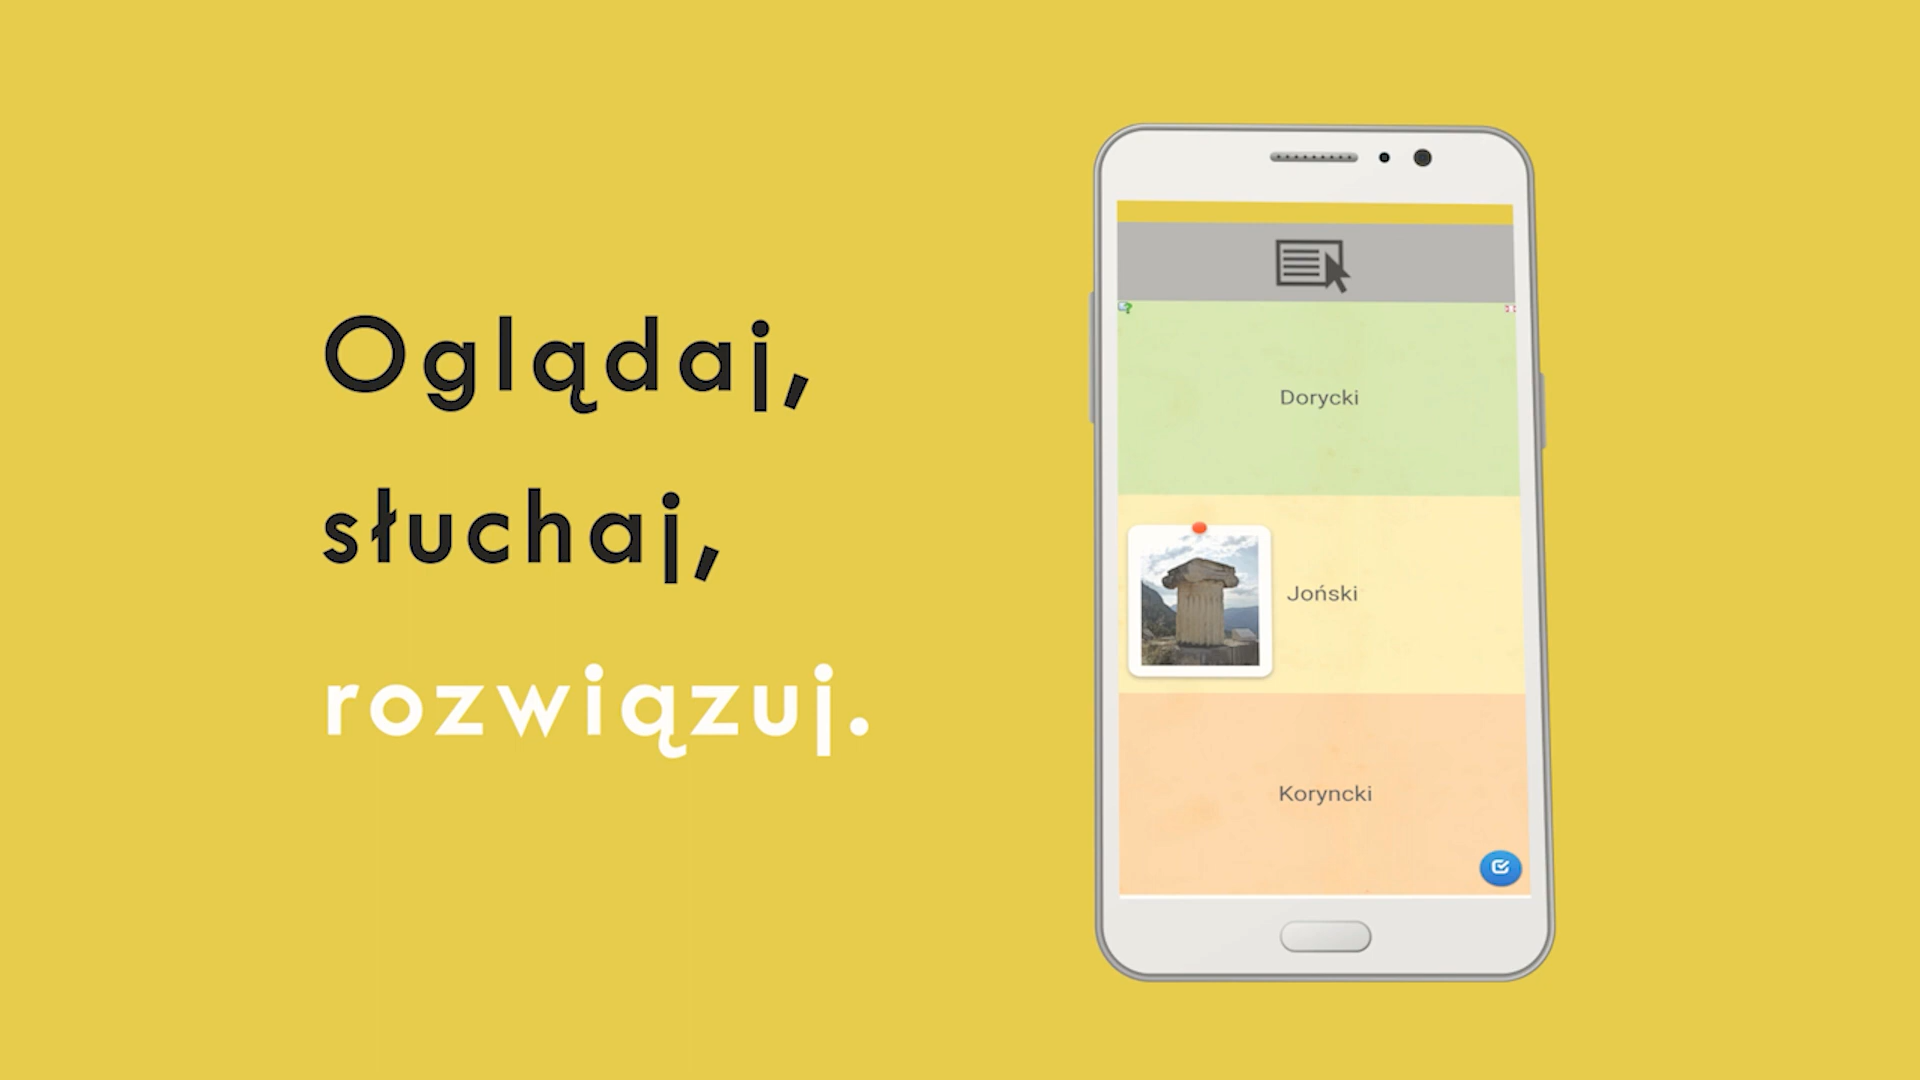 Oglądaj,
słuchaj,
rozwiązuj.
Dorycki
Joński
Koryncki